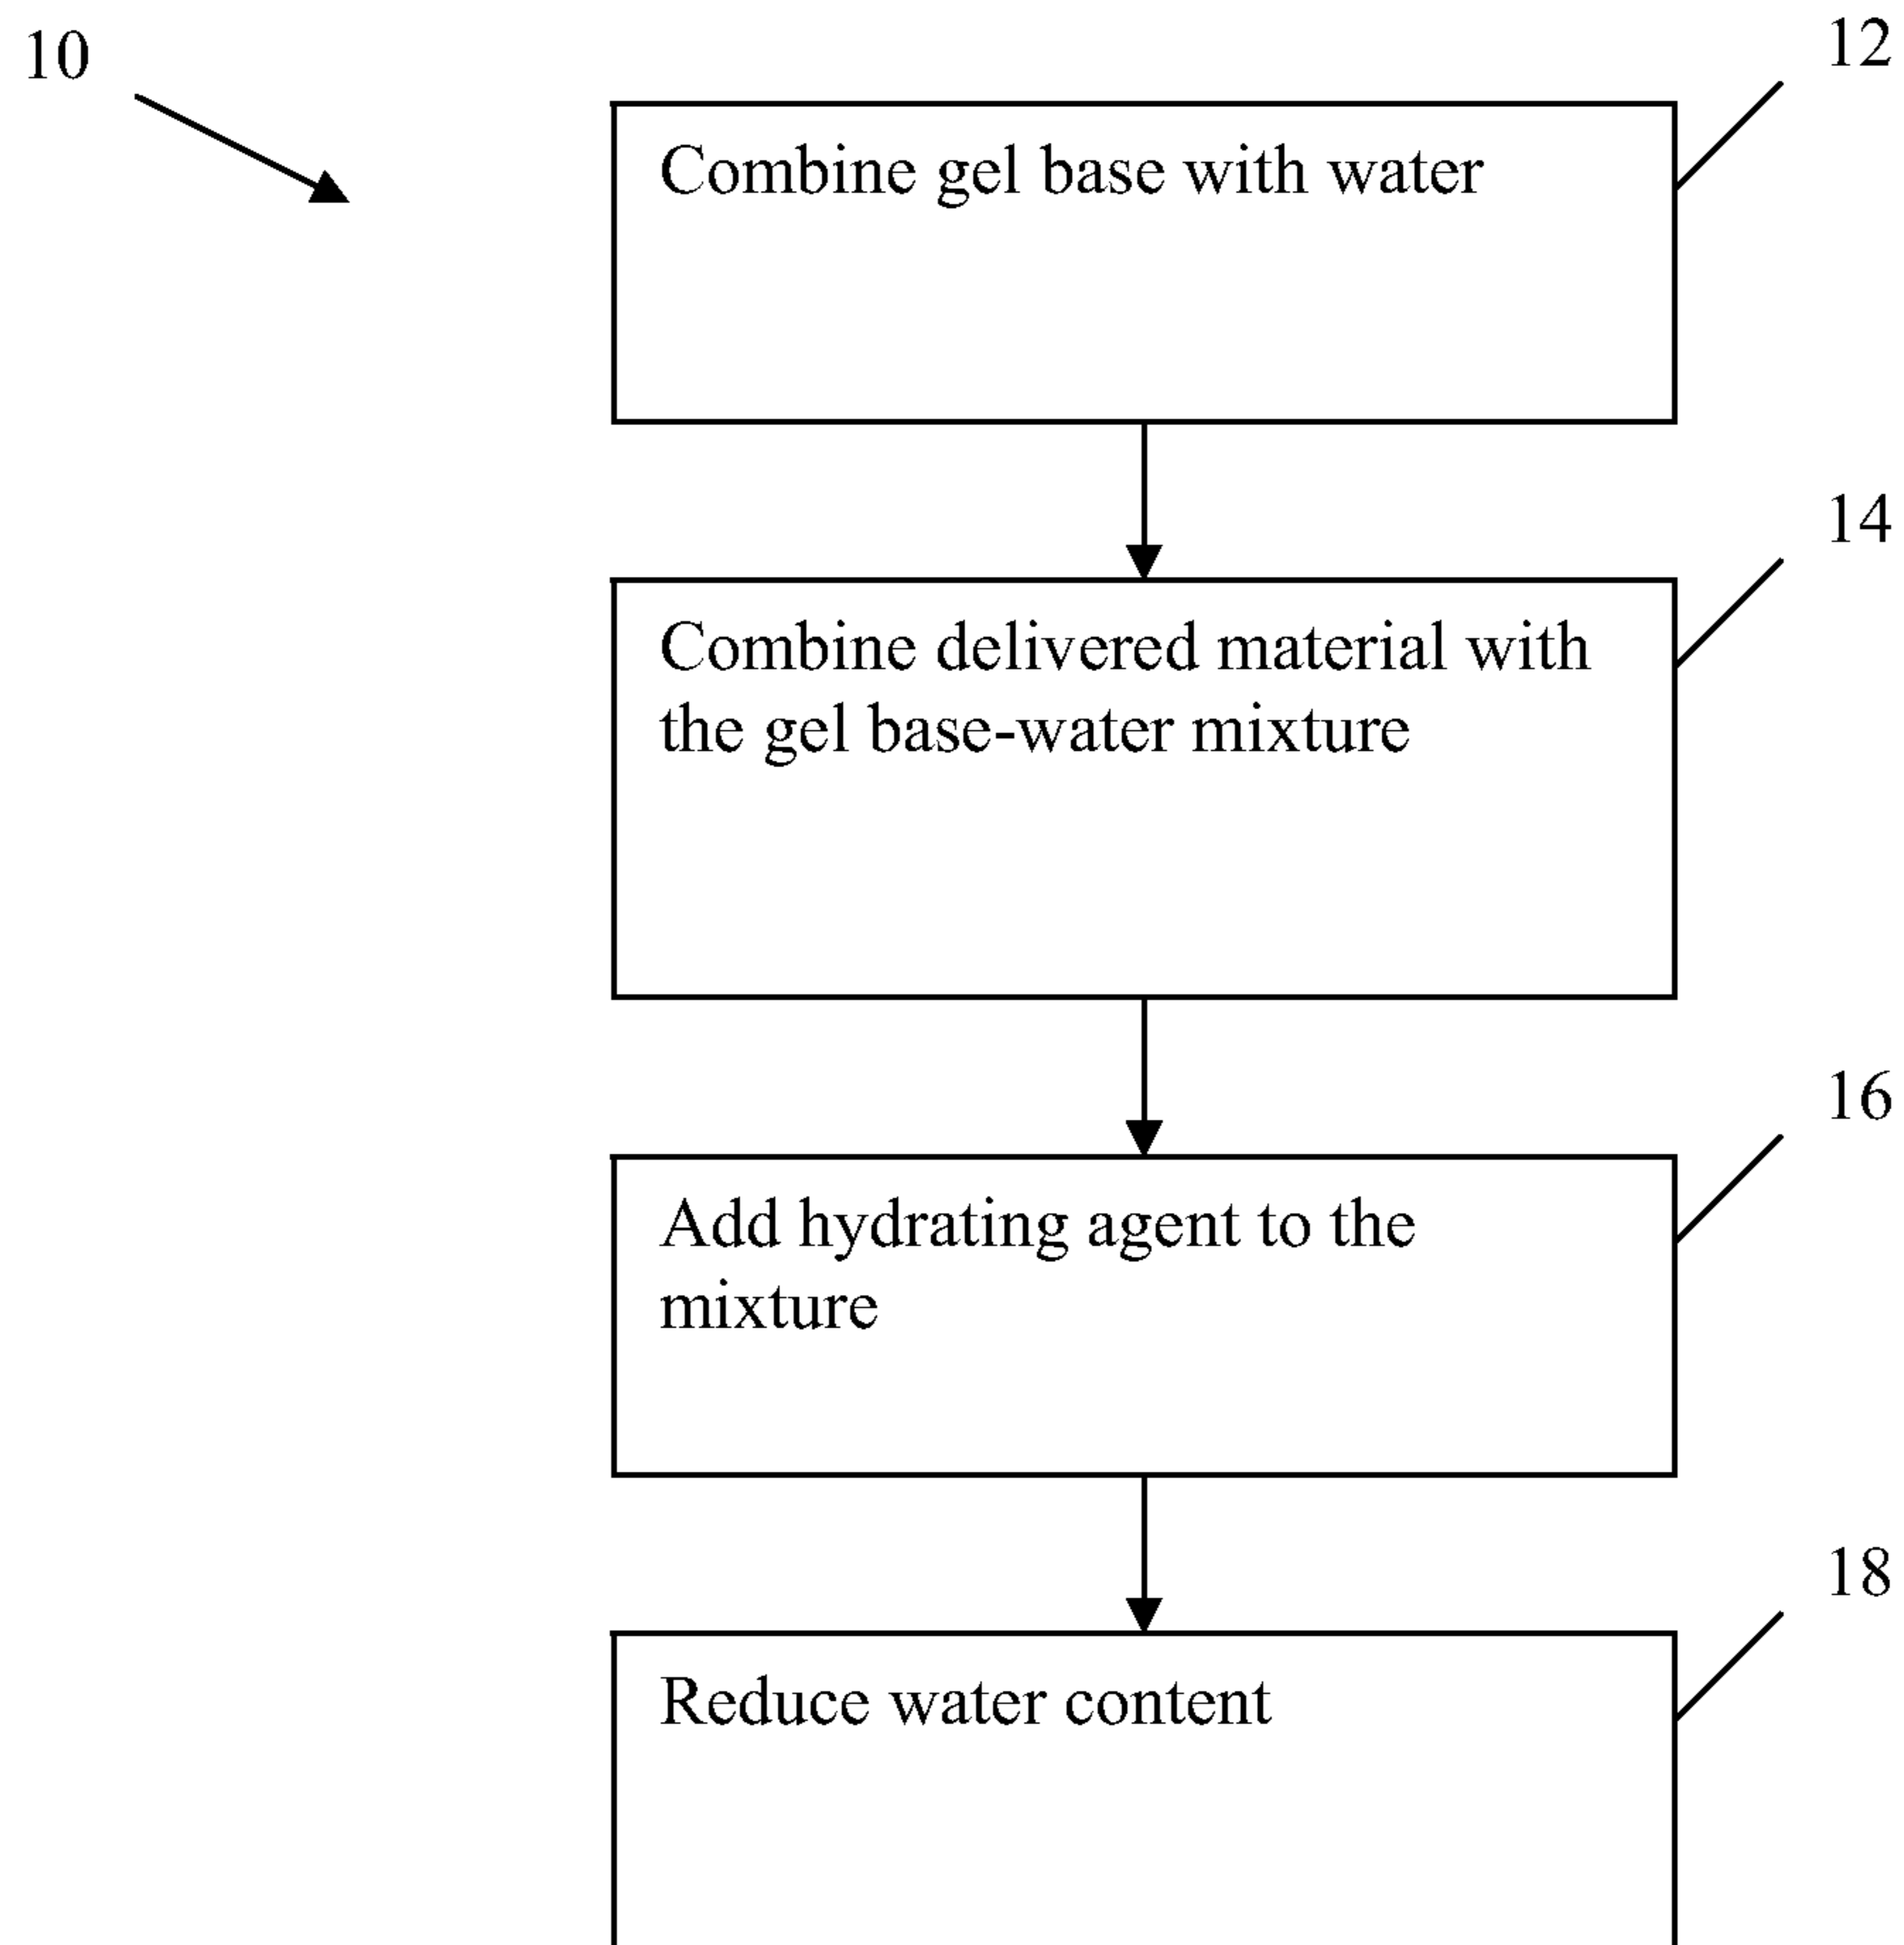 10
12
Combine gel base with water
14
Combine delivered material with
the gel base-water mixture
16
Add hydrating agent to the
mixture
18
Reduce water content